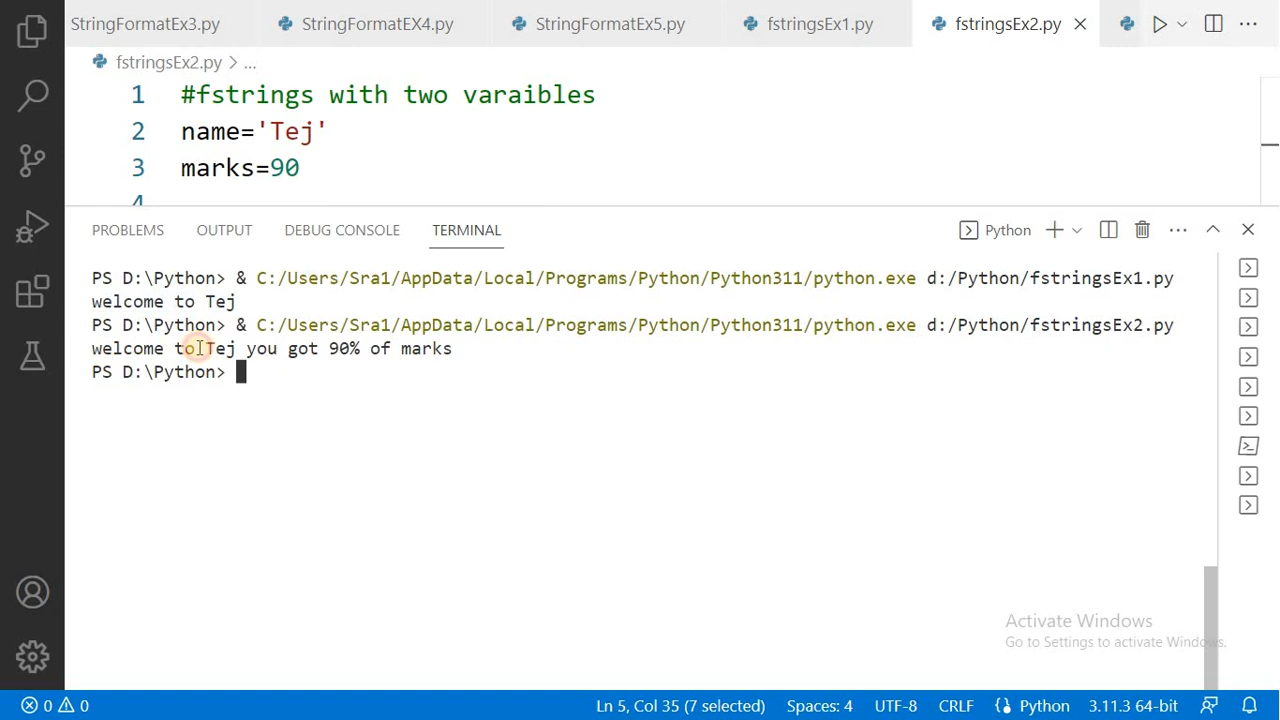 StringFormatEx3.py StringFormatEX4.py StringFormatEx5.py fstringsEx1.py fstringsEx2.py
fstringsEx2.py > ...
1 #fstrings with two varaibles
2 name='Tej'
3 marks=90
4
PROBLEMS OUTPUT DEBUG CONSOLE TERMINAL Python
PS D:\Python> & C:/Users/Sra1/AppData/Local/Programs/Python/Python311/python.exe d:/Python/fstringsEx1.py
welcome to Tej
PS D:\Python> & C:/Users/Sra1/AppData/Local/Programs/Python/Python311/python.exe d:/Python/fstringsEx2.py
welcome to Tej you got 90% of marks
PS D:\Python>
Activate Windows
Go to Settings to activate Windows.
0 0 Ln 5, Col 35 (7 selected) Spaces: 4 UTF-8 CRLF Python 3.11.3 64-bit